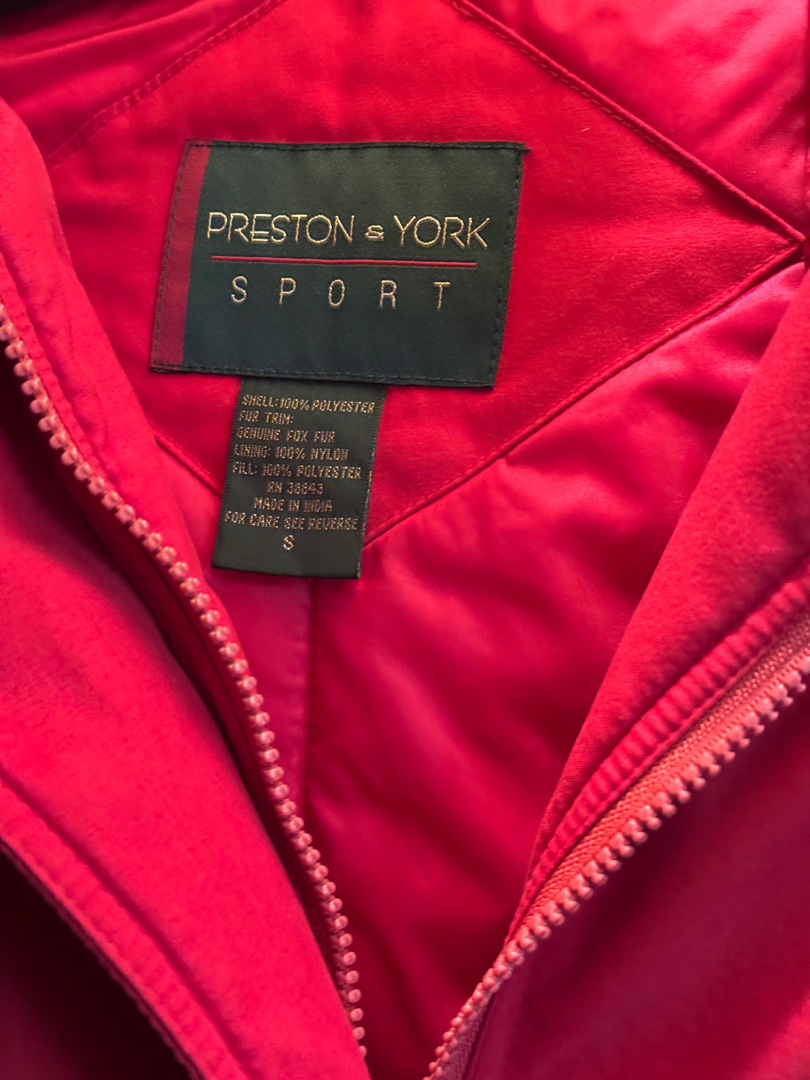 PRESTON & YORK
SPORT
SHELL: 100% POLYESTER
FUR TRIM:
GENUINE FOX FUR
LINING: 100% NYLON
FILL: 100% POLYESTER
RN 38843
MADE IN INDIA
FOR CARE SEE REVERSE
S